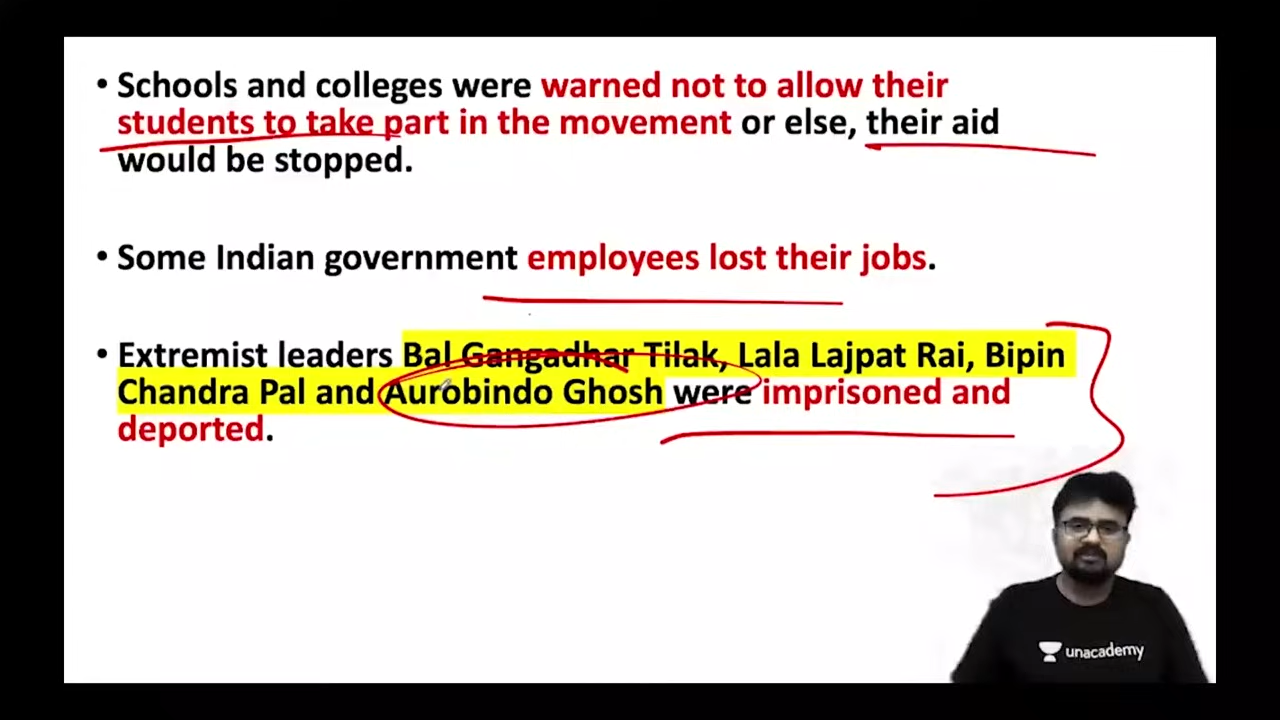 • Schools and colleges were warned not to allow their
students to take part in the movement or else, their aid
would be stopped.
• Some Indian government employees lost their jobs.
• Extremist leaders Bal Gangadhar Tilak, Lala Lajpat Rai, Bipin
Chandra Pal and Aurobindo Ghosh were imprisoned and
deported.
unacademy